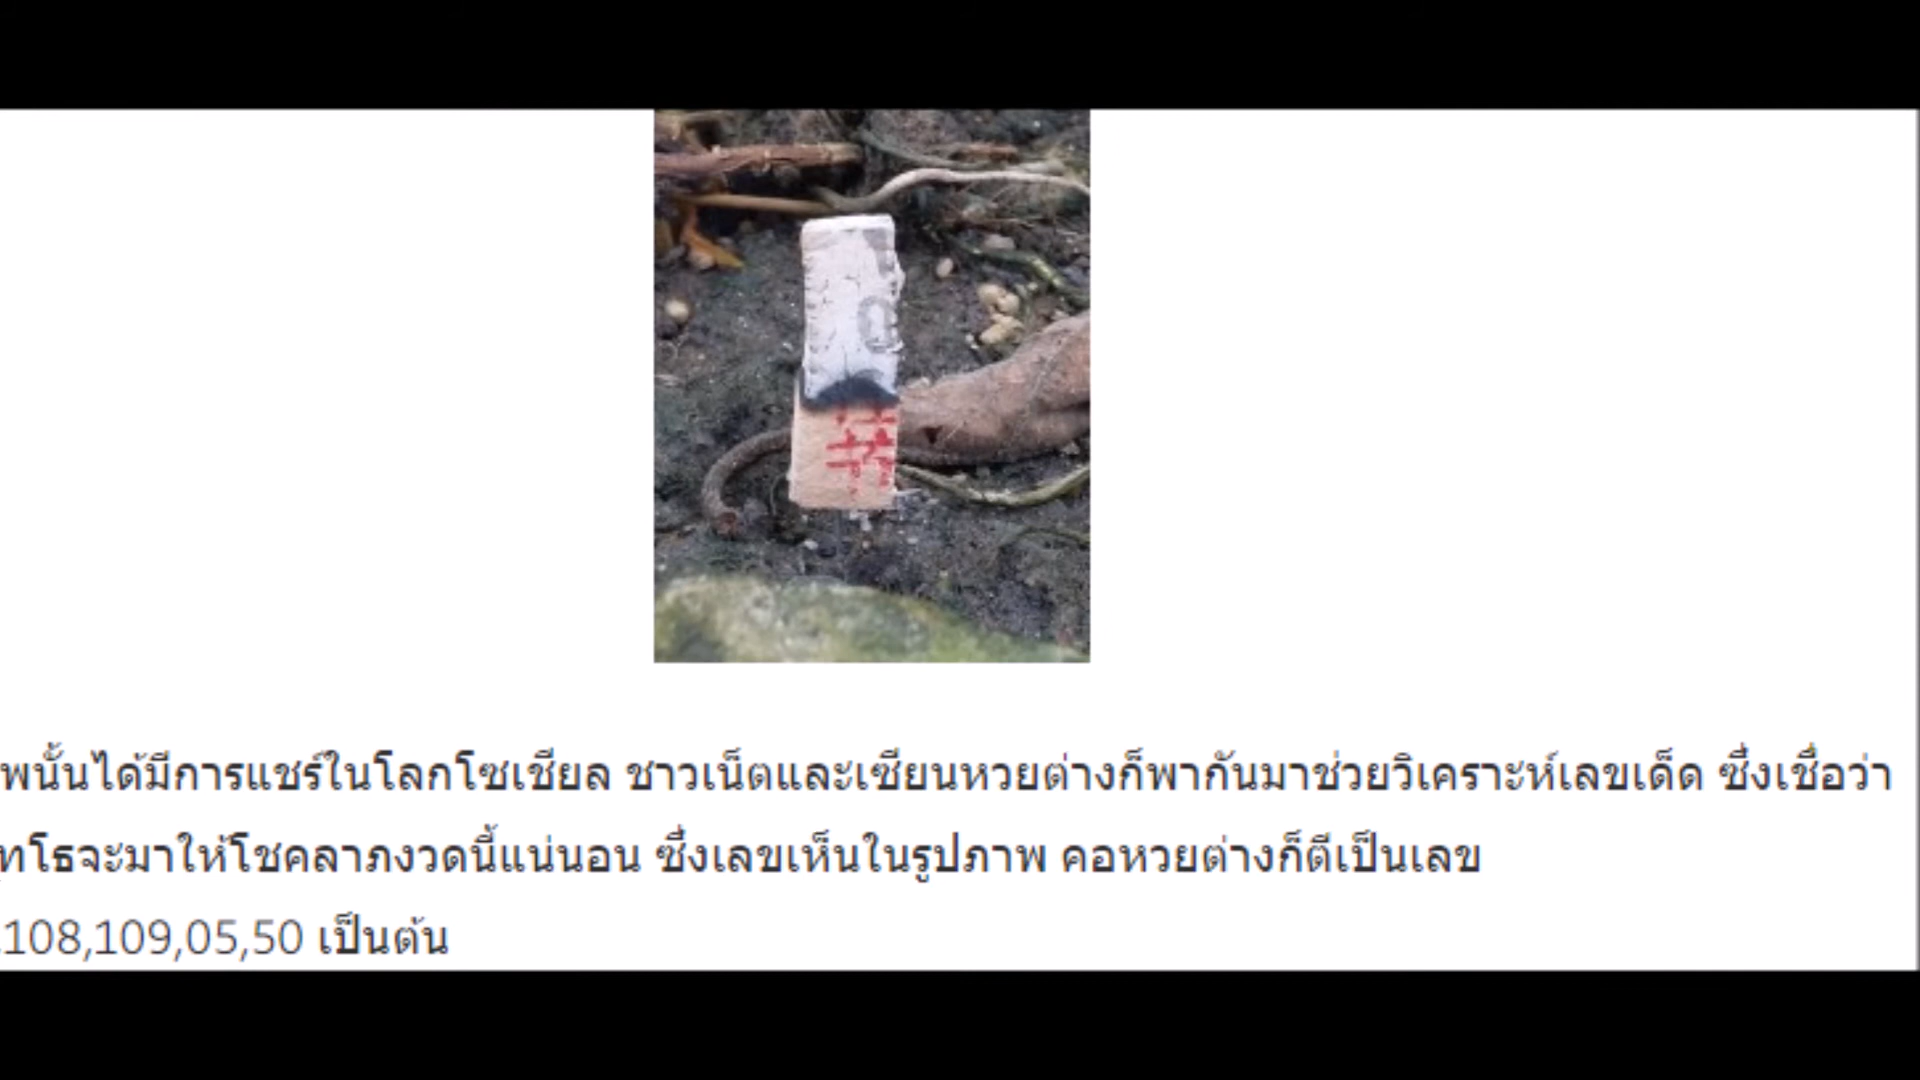 พนั้นได้มีการแชร์ในโลกโซเชียล ชาวเน็ตและเซียนหวยต่างก็พากันมาช่วยวิเคราะห์เลขเด็ด ซึ่งเชื่อว่า
ทโธจะมาให้โชคลาภงวดนี้แน่นอน ซึ่งเลขเห็นในรูปภาพ คอหวยต่างก็ตีเป็นเลข
108,109,05,50 เป็นต้น